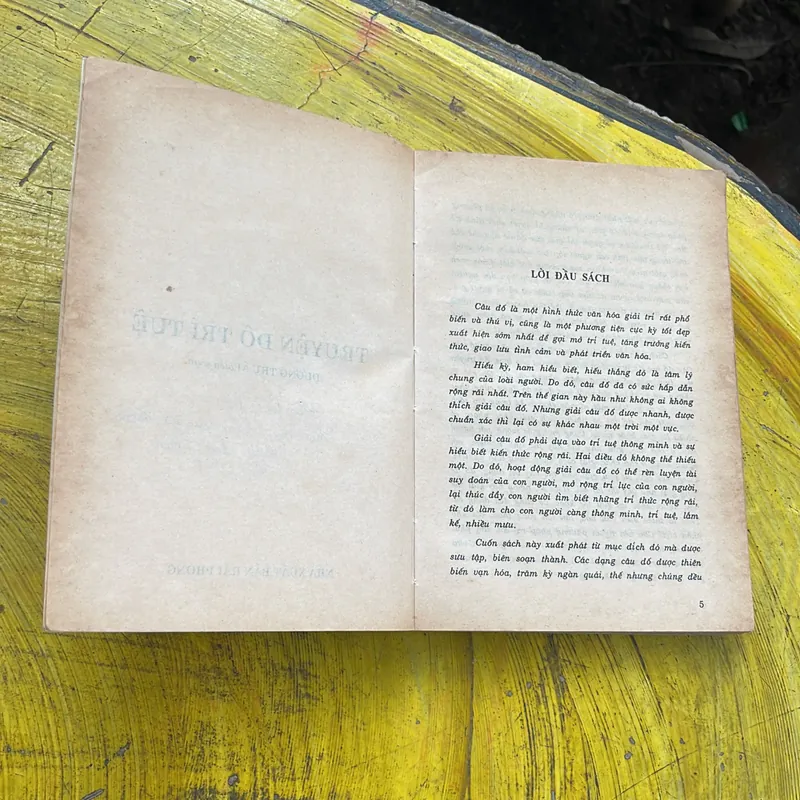 TRUYỆN ĐỐ TRÍ TUỆ
NHÀ XUẤT BẢN HẢI PHÒNG
LỜI ĐẦU SÁCH
Câu đố là một hình thức văn hóa giải trí rất phổ
biến và thú vị, cũng là một phương tiện cực kỳ tốt đẹp
xuất hiện sớm nhất để gợi mở trí tuệ, tăng trưởng kiến
thức, giao lưu tình cảm và phát triển văn hóa.
Hiếu kỳ, ham hiểu biết, hiếu thắng đó là tâm lý
chung của loài người. Do đó, câu đố đã có sức hấp dẫn
rộng rãi nhất. Trên thế gian này hầu như không ai không
thích giải câu đố. Nhưng giải câu đố được nhanh, được
chuẩn xác thì lại có sự khác nhau một trời một vực.
Giải câu đố phải dựa vào trí tuệ thông minh và sự
hiểu biết kiến thức rộng rãi. Hai điều đó không thể thiếu
một. Do đó, hoạt động giải câu đố có thể rèn luyện tài
suy đoán của con người, mở rộng trí lực của con người,
lại thúc đẩy con người tìm biết những tri thức rộng rãi,
từ đó làm cho con người càng thông minh, trí tuệ, lắm
kế, nhiều mưu.
Cuốn sách này xuất phát từ mục đích đó mà được
sưu tập, biên soạn thành. Các dạng câu đố được thiên
biến vạn hóa, trăm kỳ ngàn quái, thế nhưng chúng đều
5